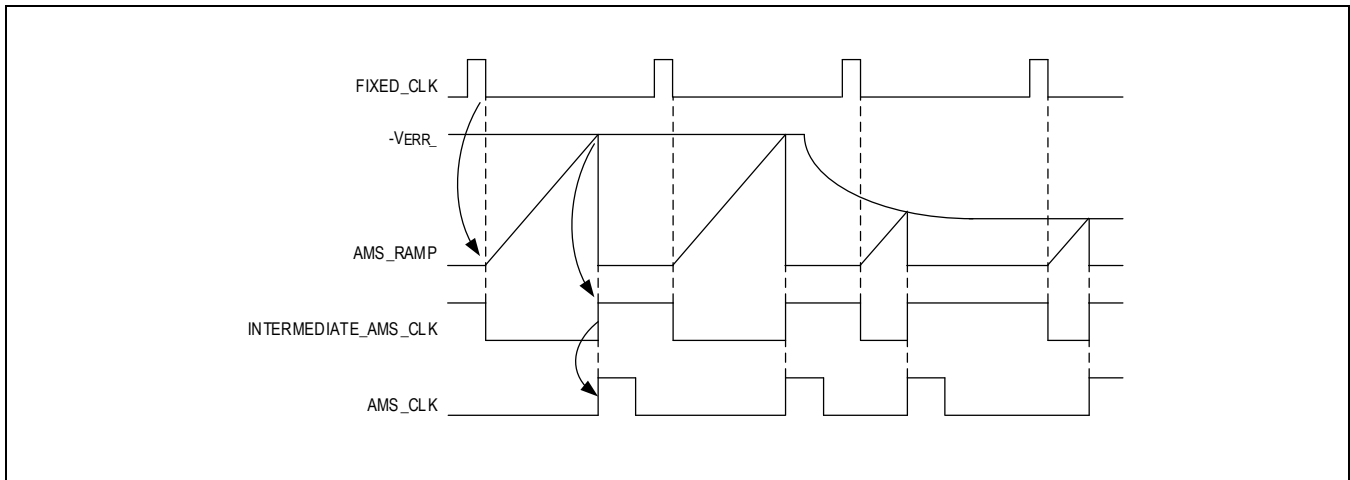 FIXED_CLK
-VERR_
AMS_RAMP
INTERMEDIATE_AMS_CLK
AMS_CLK